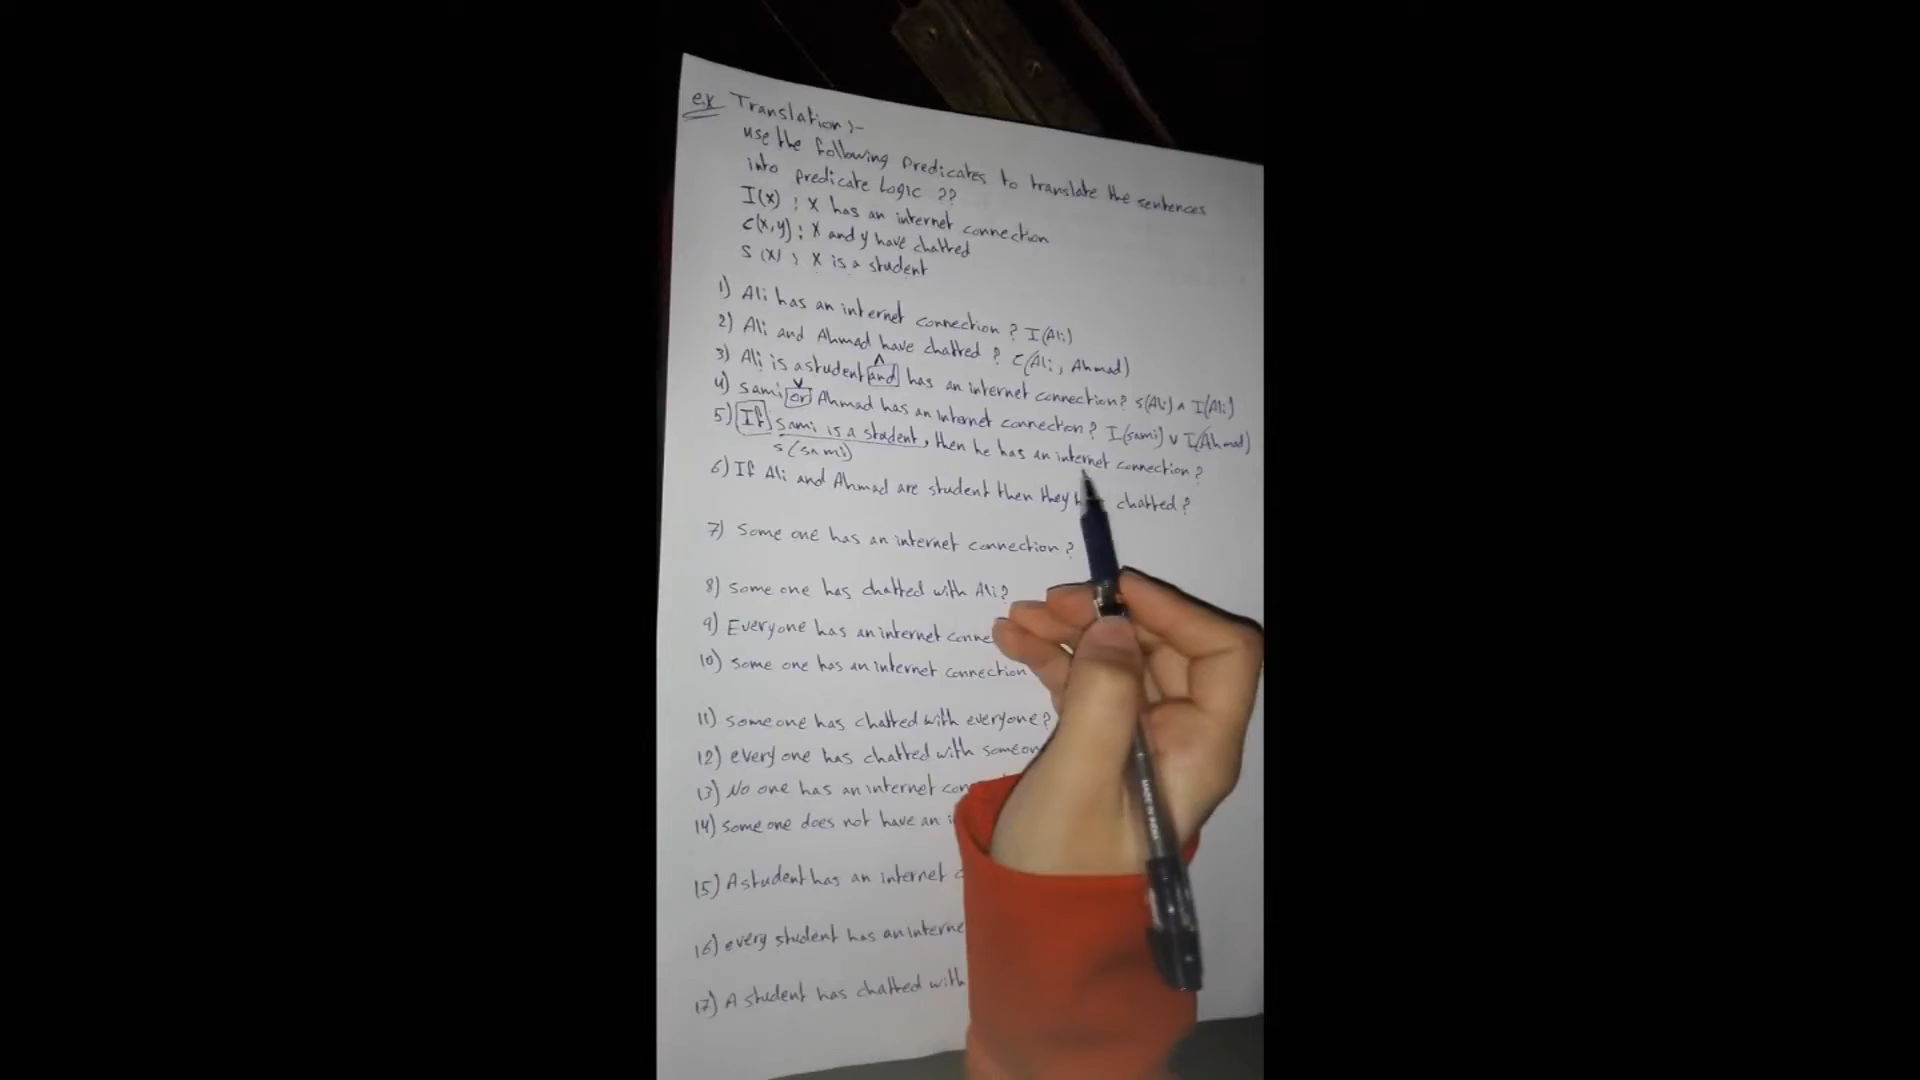 ex Translation :-
use the following predicates to translate the sentences
into predicate logic ??
I(x) : x has an internet connection
C(x,y) : x and y have chatted
S(x) : x is a student
1) Ali has an internet connection ? I(Ali)
2) Ali and Ahmad have chatted ? C(Ali, Ahmad)
∧
3) Ali is a student and has an internet connection? S(Ali) ∧ I(Ali)
∨
4) Sami or Ahmad has an internet connection? I(sami) ∨ I(Ahmad)
5) If Sami is a student, then he has an internet connection?
S(sami)
6) If Ali and Ahmad are student then they chatted?
7) Some one has an internet connection?
8) some one has chatted with Ali?
9) Everyone has an internet conne
10) some one has an internet connection
11) someone has chatted with everyone?
12) every one has chatted with someon
13) No one has an internet con
14) some one does not have an i
15) A student has an internet c
16) every student has an interne
17) A student has chatted with
MADE IN INDIA